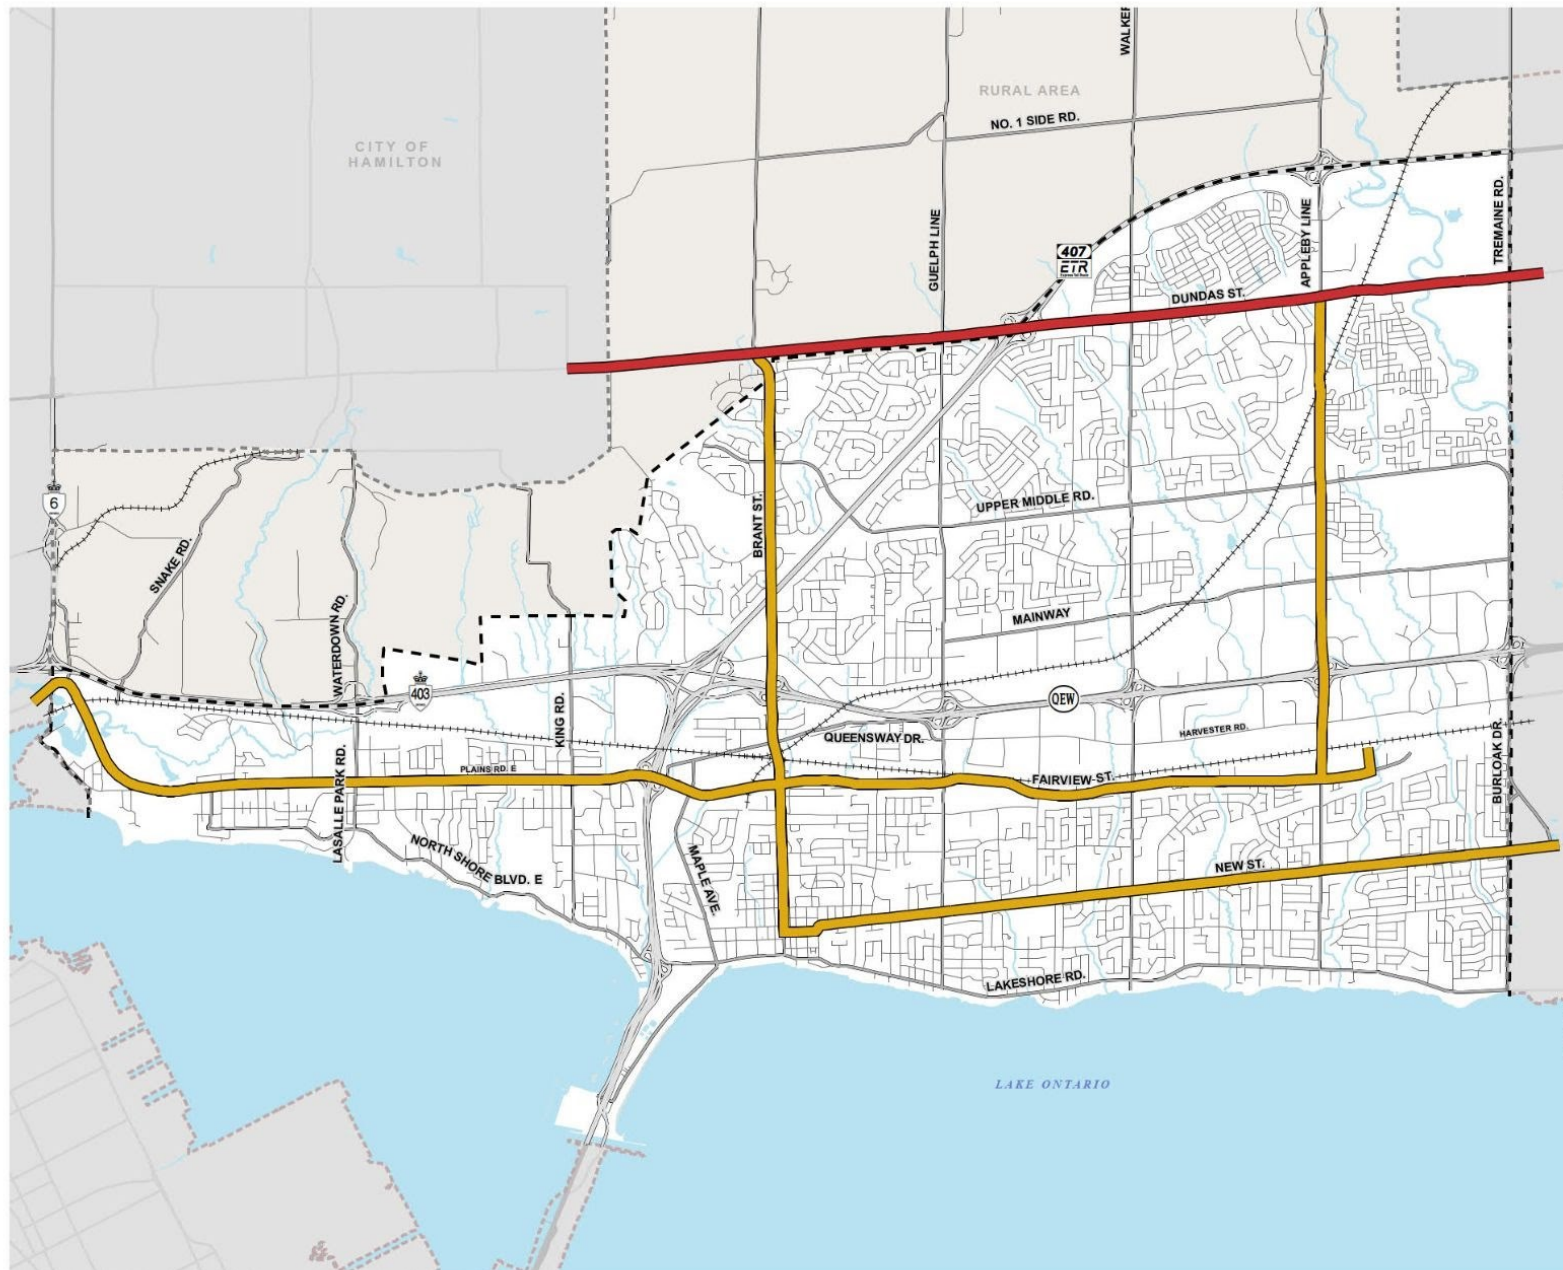 WALKER
RURAL AREA
NO. 1 SIDE RD.
CITY OF
HAMILTON
TREMAINE RD.
GUELPH LINE
APPLEBY LINE
407
ETR
DUNDAS ST.
6
UPPER MIDDLE RD.
BRANT ST.
SNAKE RD.
MAINWAY
WATERDOWN RD.
403
QEW
KING RD.
QUEENSWAY DR.
HARVESTER RD.
BURLOAK DR.
PLAINS RD. E
FAIRVIEW ST.
LASALLE PARK RD.
NORTH SHORE BLVD. E
MAPLE AVE.
NEW ST.
LAKESHORE RD.
LAKE ONTARIO